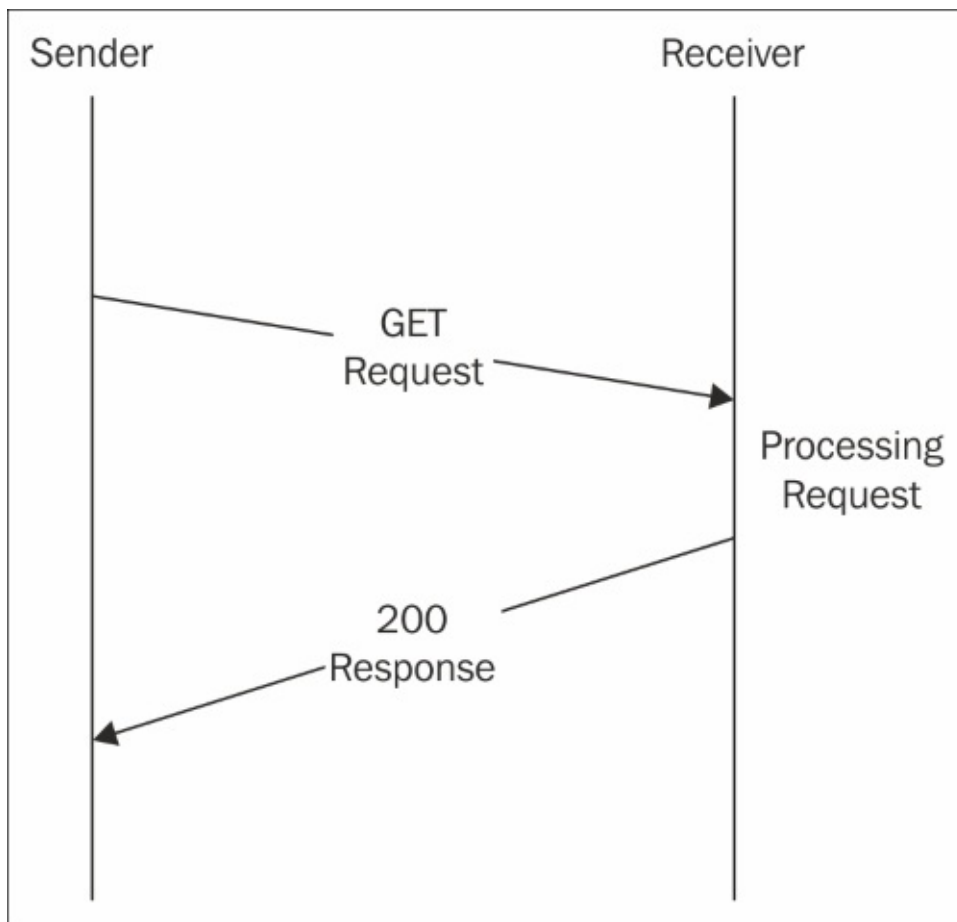 Sender
Receiver
GET
Request
Processing
Request
200
Response